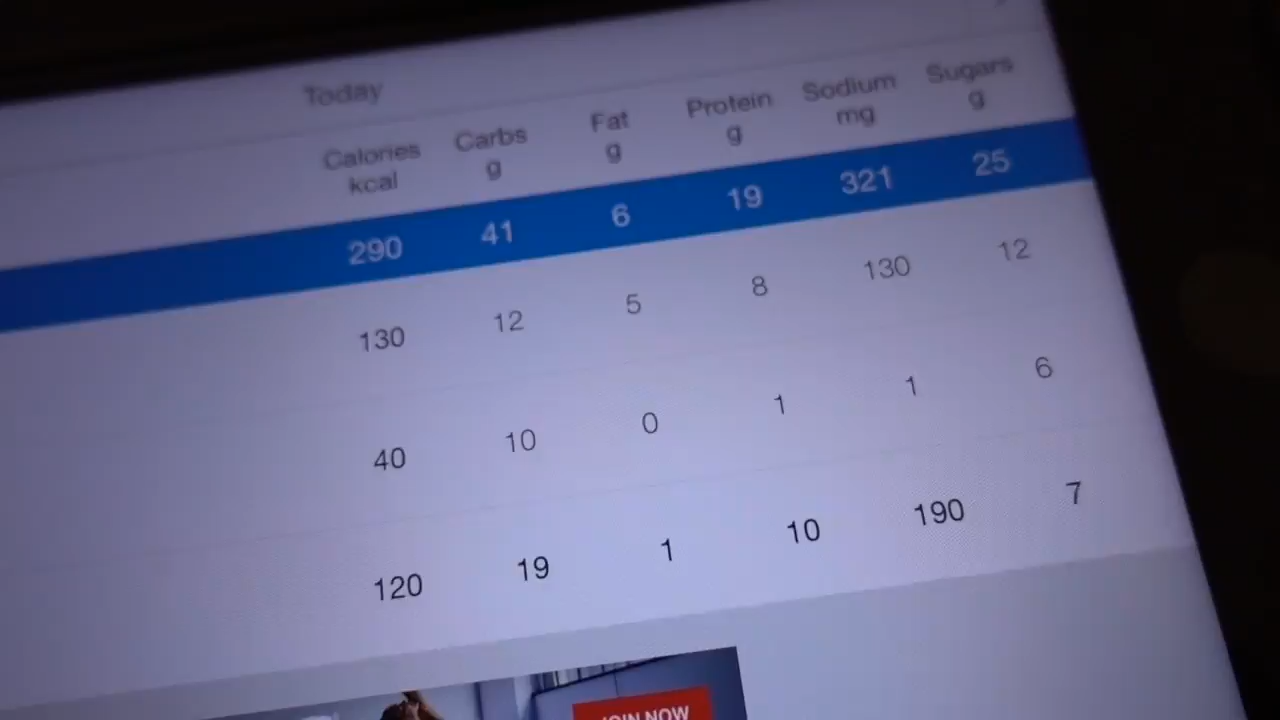 Today
Calories Carbs Fat Protein Sodium Sugars
kcal g g g mg g
290 41 6 19 321 25
130 12 5 8 130 12
40 10 0 1 1 6
120 19 1 10 190 7
JOIN NOW